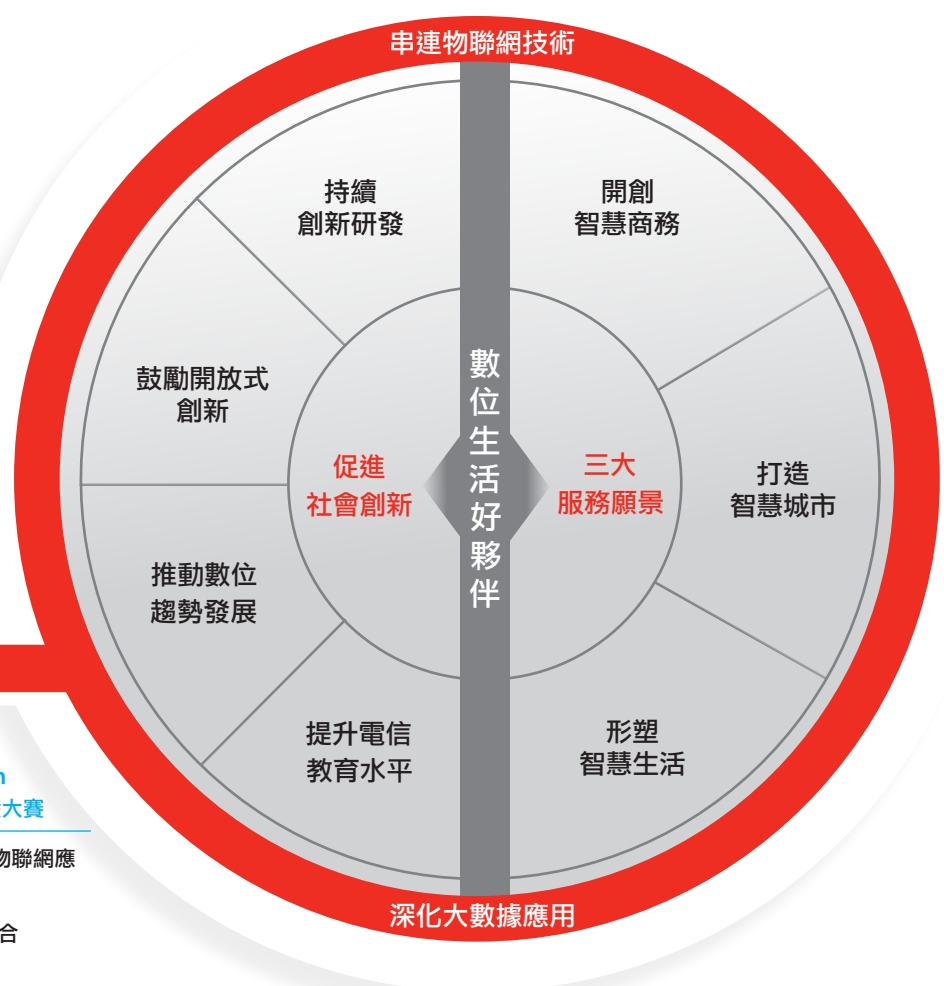 串連物聯網技術
持續
創新研發
鼓勵開放式
創新
推動數位
趨勢發展
提升電信
教育水平
促進
社會創新
數位生活好夥伴
三大
服務願景
開創
智慧商務
打造
智慧城市
形塑
智慧生活
深化大數據應用
大賽
物聯網應
合